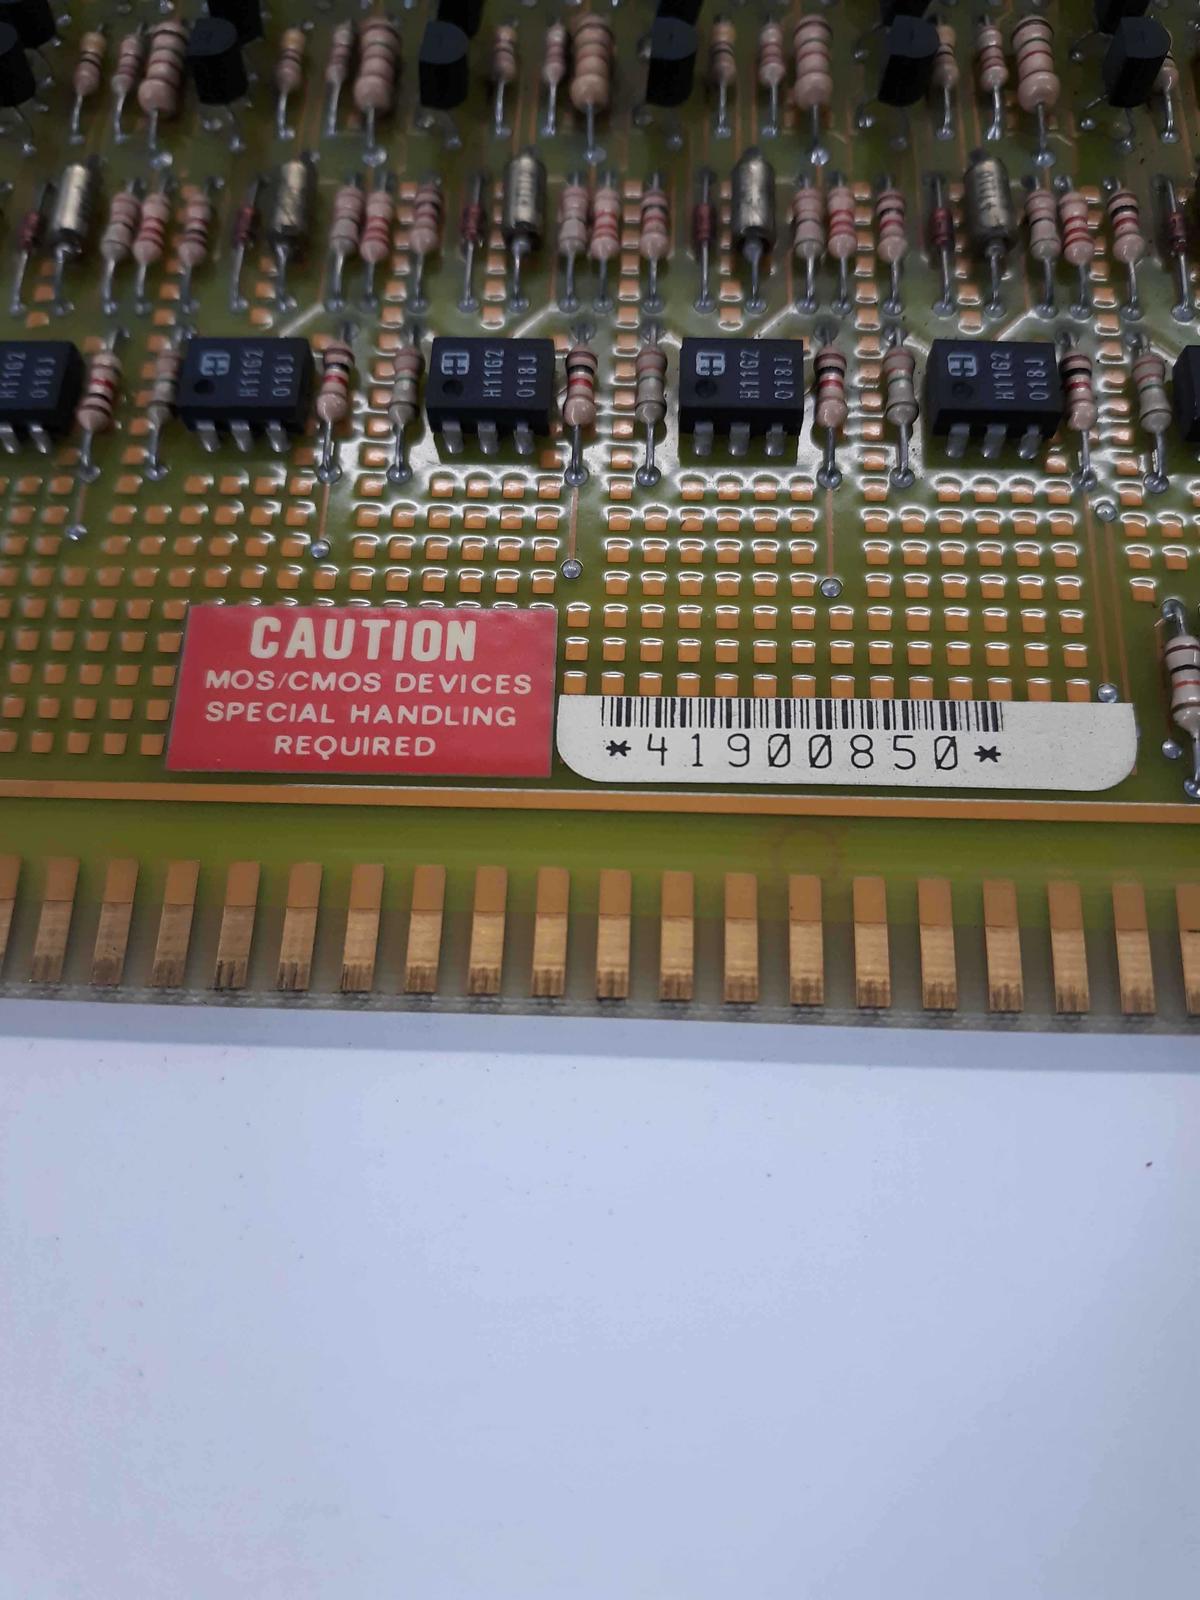 H11G2
018J
H11G2
018J
H11G2
018J
H11G2
018J
H11G2
018J
CAUTION
MOS/CMOS DEVICES
SPECIAL HANDLING
REQUIRED
*41900850*